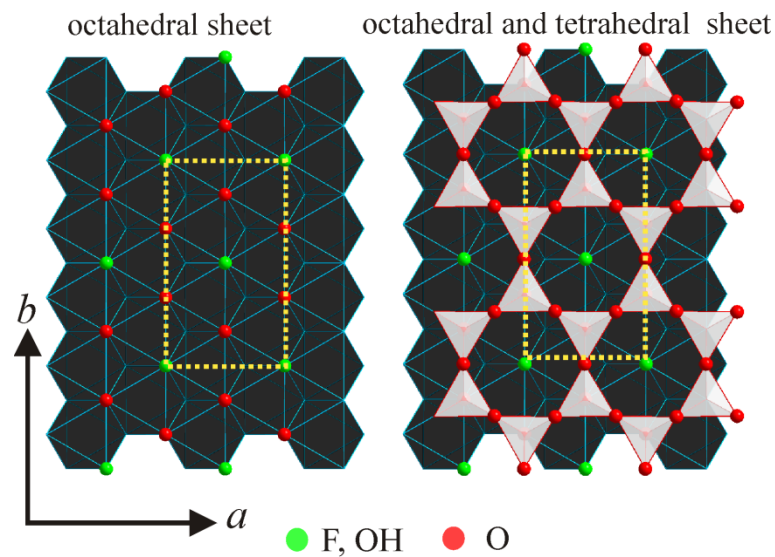 octahedral sheet
octahedral and tetrahedral sheet
b
a
F, OH
O